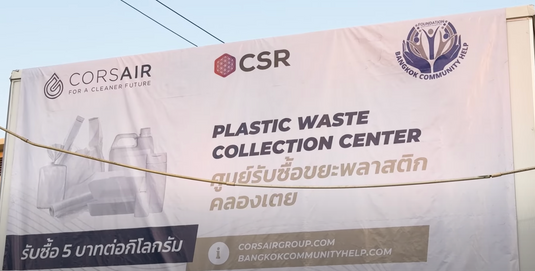 CORSAIR
FOR A CLEANER FUTURE
CSR
FOUNDATION
BANGKOK COMMUNITY HELP
PLASTIC WASTE
COLLECTION CENTER
ศูนย์รับซื้อขยะพลาสติก
คลองเตย
รับซื้อ 5 บาทต่อกิโลกรัม
i
CORSAIRGROUP.COM
BANGKOKCOMMUNITYHELP.COM